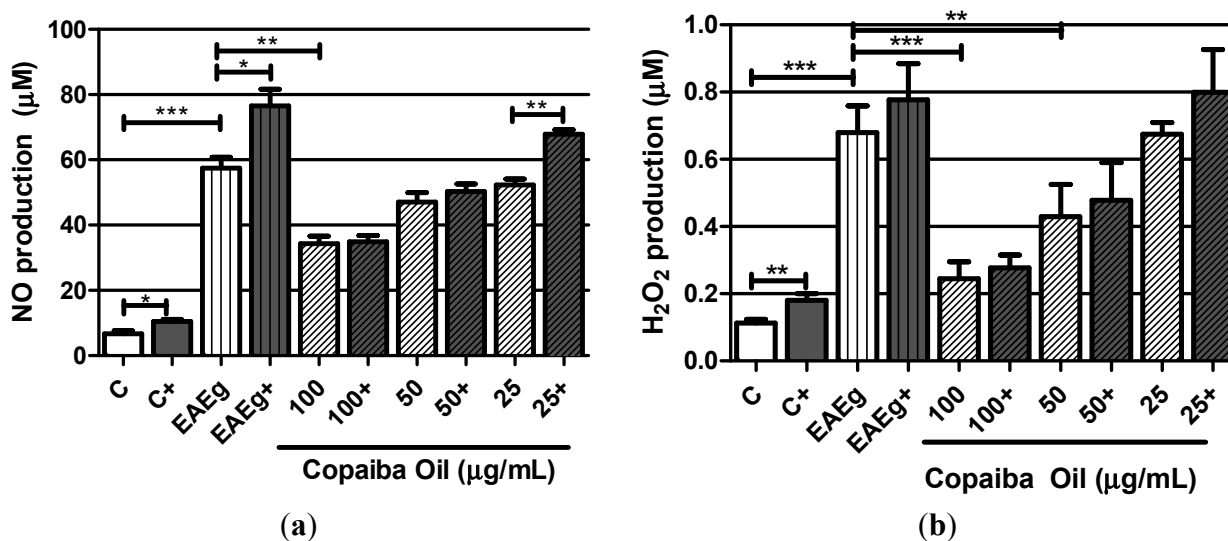 NO production (μM)
100
80
60
40
20
0
***
**
*
*
**
C
C+
EAEg
EAEg+
100
100+
50
50+
25
25+
Copaiba Oil (μg/mL)
(a)
H₂O₂ production (μM)
1.0
0.8
0.6
0.4
0.2
0.0
**
***
***
**
C
C+
EAEg
EAEg+
100
100+
50
50+
25
25+
Copaiba Oil (μg/mL)
(b)